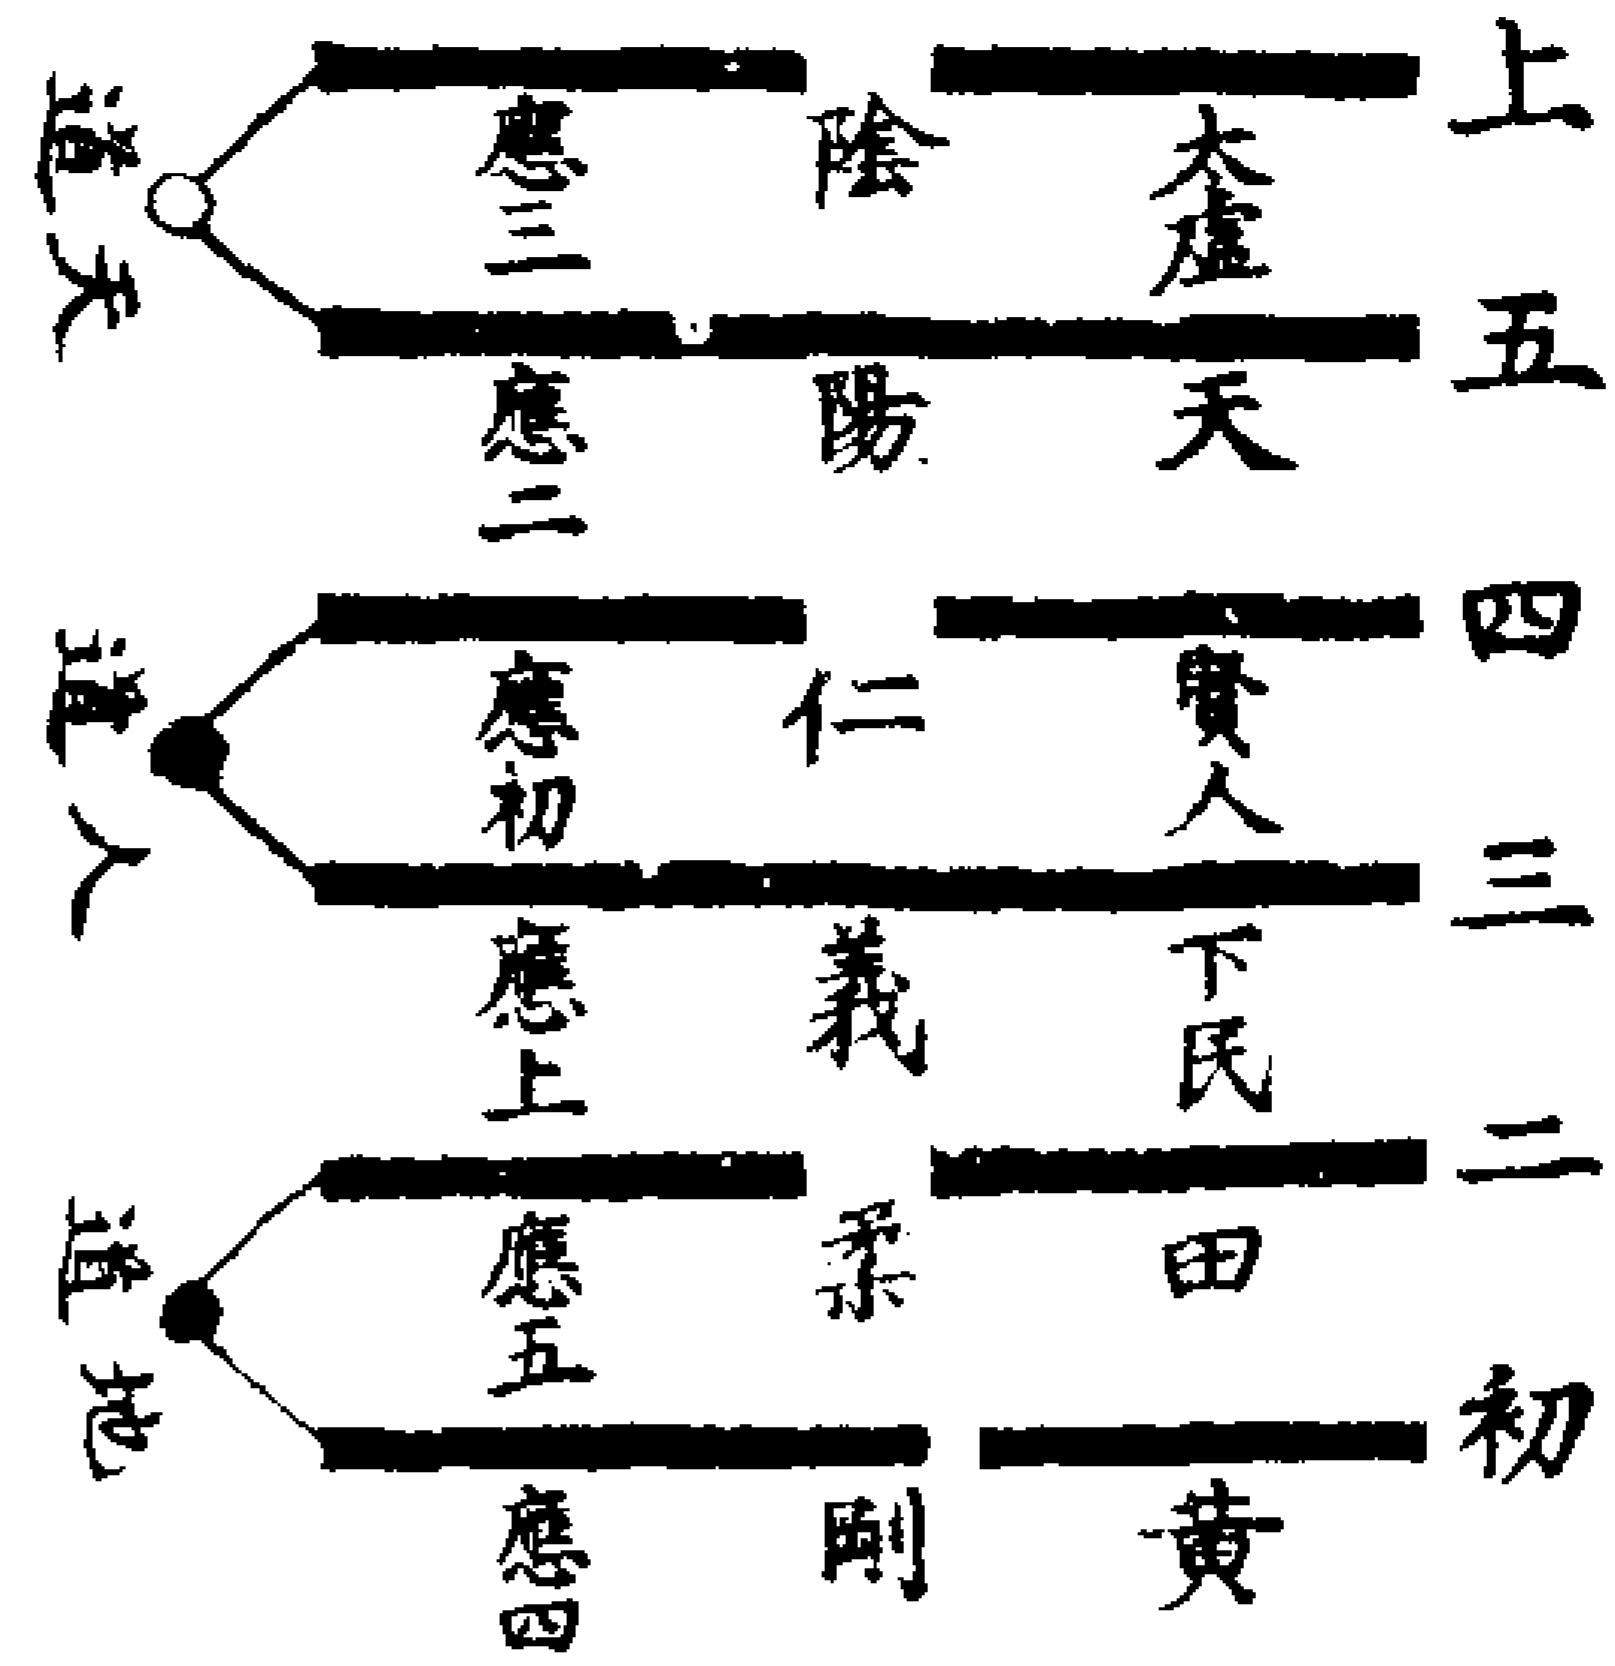 上
太虛
陰
應三
五
天
陽
應二
天道
四
賢人
仁
應初
三
下民
義
應上
人道
二
田
柔
應五
初
黃
剛
應四
地道